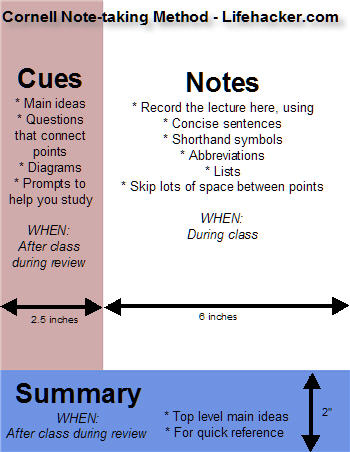 Cornell Note-taking Method - Lifehacker.com
Cues
* Main ideas
* Questions
that connect
points
* Diagrams
* Prompts to
help you study
WHEN:
After class
during review
2.5 inches
Notes
* Record the lecture here, using
* Concise sentences
* Shorthand symbols
* Abbreviations
* Lists
* Skip lots of space between points
WHEN:
During class
6 inches
Summary
WHEN:
After class during review
* Top level main ideas
* For quick reference
2"